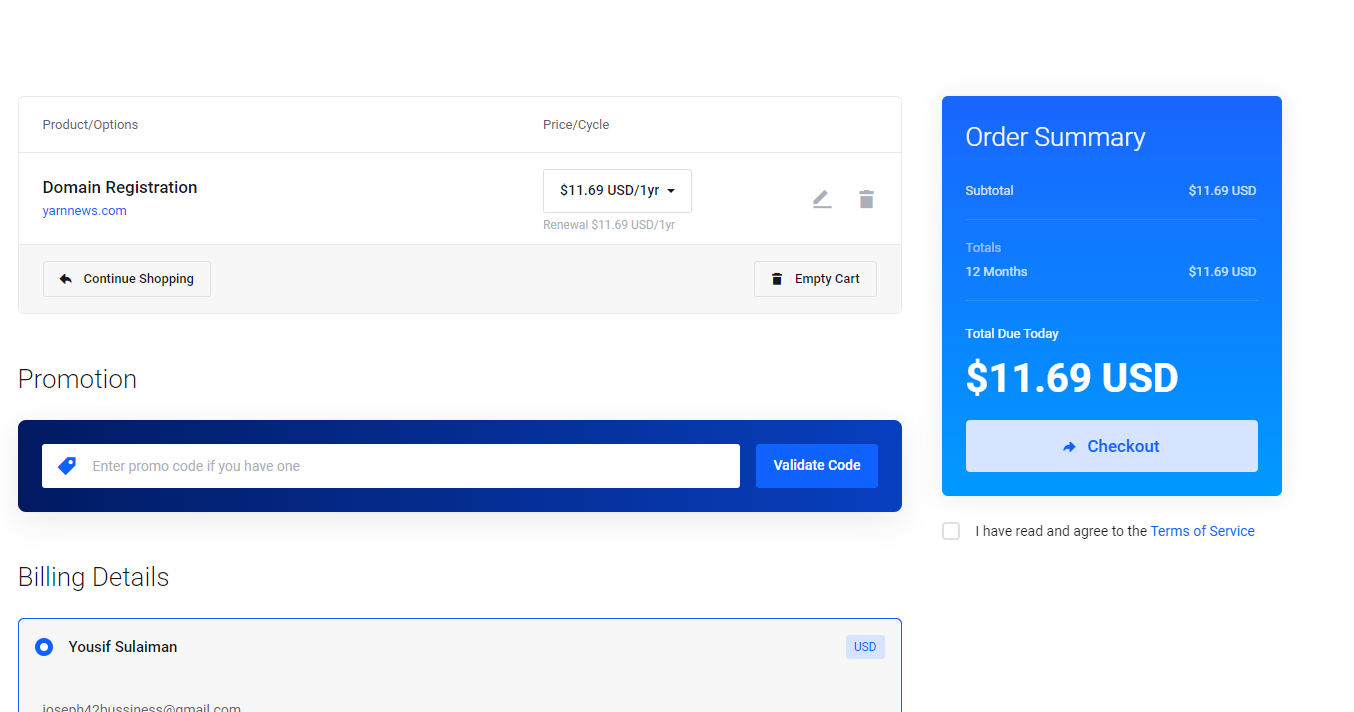 Product/Options
Price/Cycle
Domain Registration
yarnnews.com
$11.69 USD/1yr
Renewal $11.69 USD/1yr
Continue Shopping
Empty Cart
Promotion
Enter promo code if you have one
Validate Code
Billing Details
Yousif Sulaiman
USD
joseph42bussiness@gmail.com
Order Summary
Subtotal
$11.69 USD
Totals
12 Months
$11.69 USD
Total Due Today
$11.69 USD
Checkout
I have read and agree to the Terms of Service